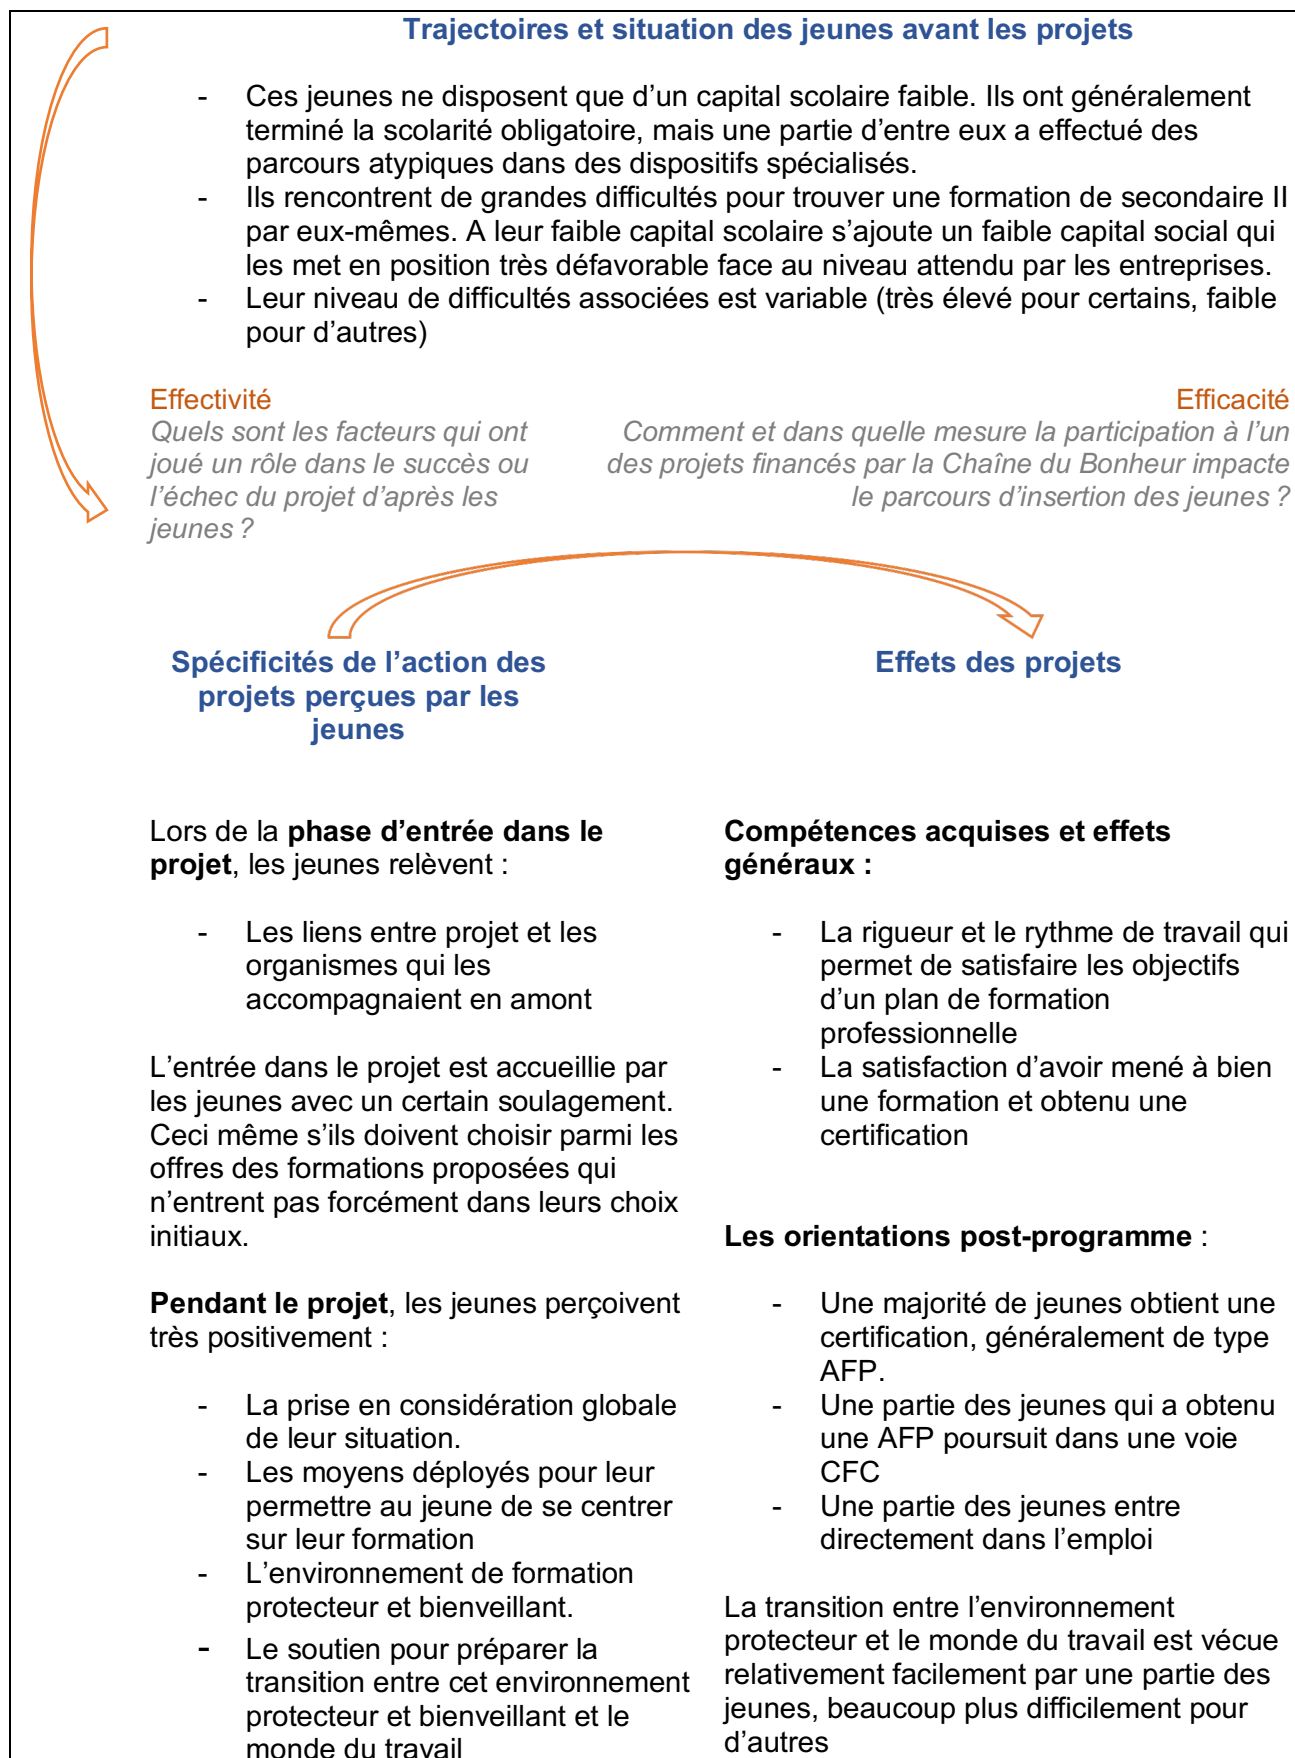 Trajectoires et situation des jeunes avant les projets
- Ces jeunes ne disposent que d’un capital scolaire faible. Ils ont généralement
terminé la scolarité obligatoire, mais une partie d’entre eux a effectué des
parcours atypiques dans des dispositifs spécialisés.
- Ils rencontrent de grandes difficultés pour trouver une formation de secondaire II
par eux-mêmes. A leur faible capital scolaire s’ajoute un faible capital social qui
les met en position très défavorable face au niveau attendu par les entreprises.
- Leur niveau de difficultés associées est variable (très élevé pour certains, faible
pour d’autres)
Effectivité
Quels sont les facteurs qui ont
joué un rôle dans le succès ou
l’échec du projet d’après les
jeunes ?
Efficacité
Comment et dans quelle mesure la participation à l’un
des projets financés par la Chaîne du Bonheur impacte
le parcours d’insertion des jeunes ?
Spécificités de l’action des
projets perçues par les
jeunes
Lors de la phase d’entrée dans le
projet, les jeunes relèvent :
- Les liens entre projet et les
organismes qui les
accompagnaient en amont
L’entrée dans le projet est accueillie par
les jeunes avec un certain soulagement.
Ceci même s’ils doivent choisir parmi les
offres des formations proposées qui
n’entrent pas forcément dans leurs choix
initiaux.
Pendant le projet, les jeunes perçoivent
très positivement :
- La prise en considération globale
de leur situation.
- Les moyens déployés pour leur
permettre au jeune de se centrer
sur leur formation
- L’environnement de formation
protecteur et bienveillant.
- Le soutien pour préparer la
transition entre cet environnement
protecteur et bienveillant et le
monde du travail
Effets des projets
Compétences acquises et effets
généraux :
- La rigueur et le rythme de travail qui
permet de satisfaire les objectifs
d’un plan de formation
professionnelle
- La satisfaction d’avoir mené à bien
une formation et obtenu une
certification
Les orientations post-programme :
- Une majorité de jeunes obtient une
certification, généralement de type
AFP.
- Une partie des jeunes qui a obtenu
une AFP poursuit dans une voie
CFC
- Une partie des jeunes entre
directement dans l’emploi
La transition entre l’environnement
protecteur et le monde du travail est vécue
relativement facilement par une partie des
jeunes, beaucoup plus difficilement pour
d’autres